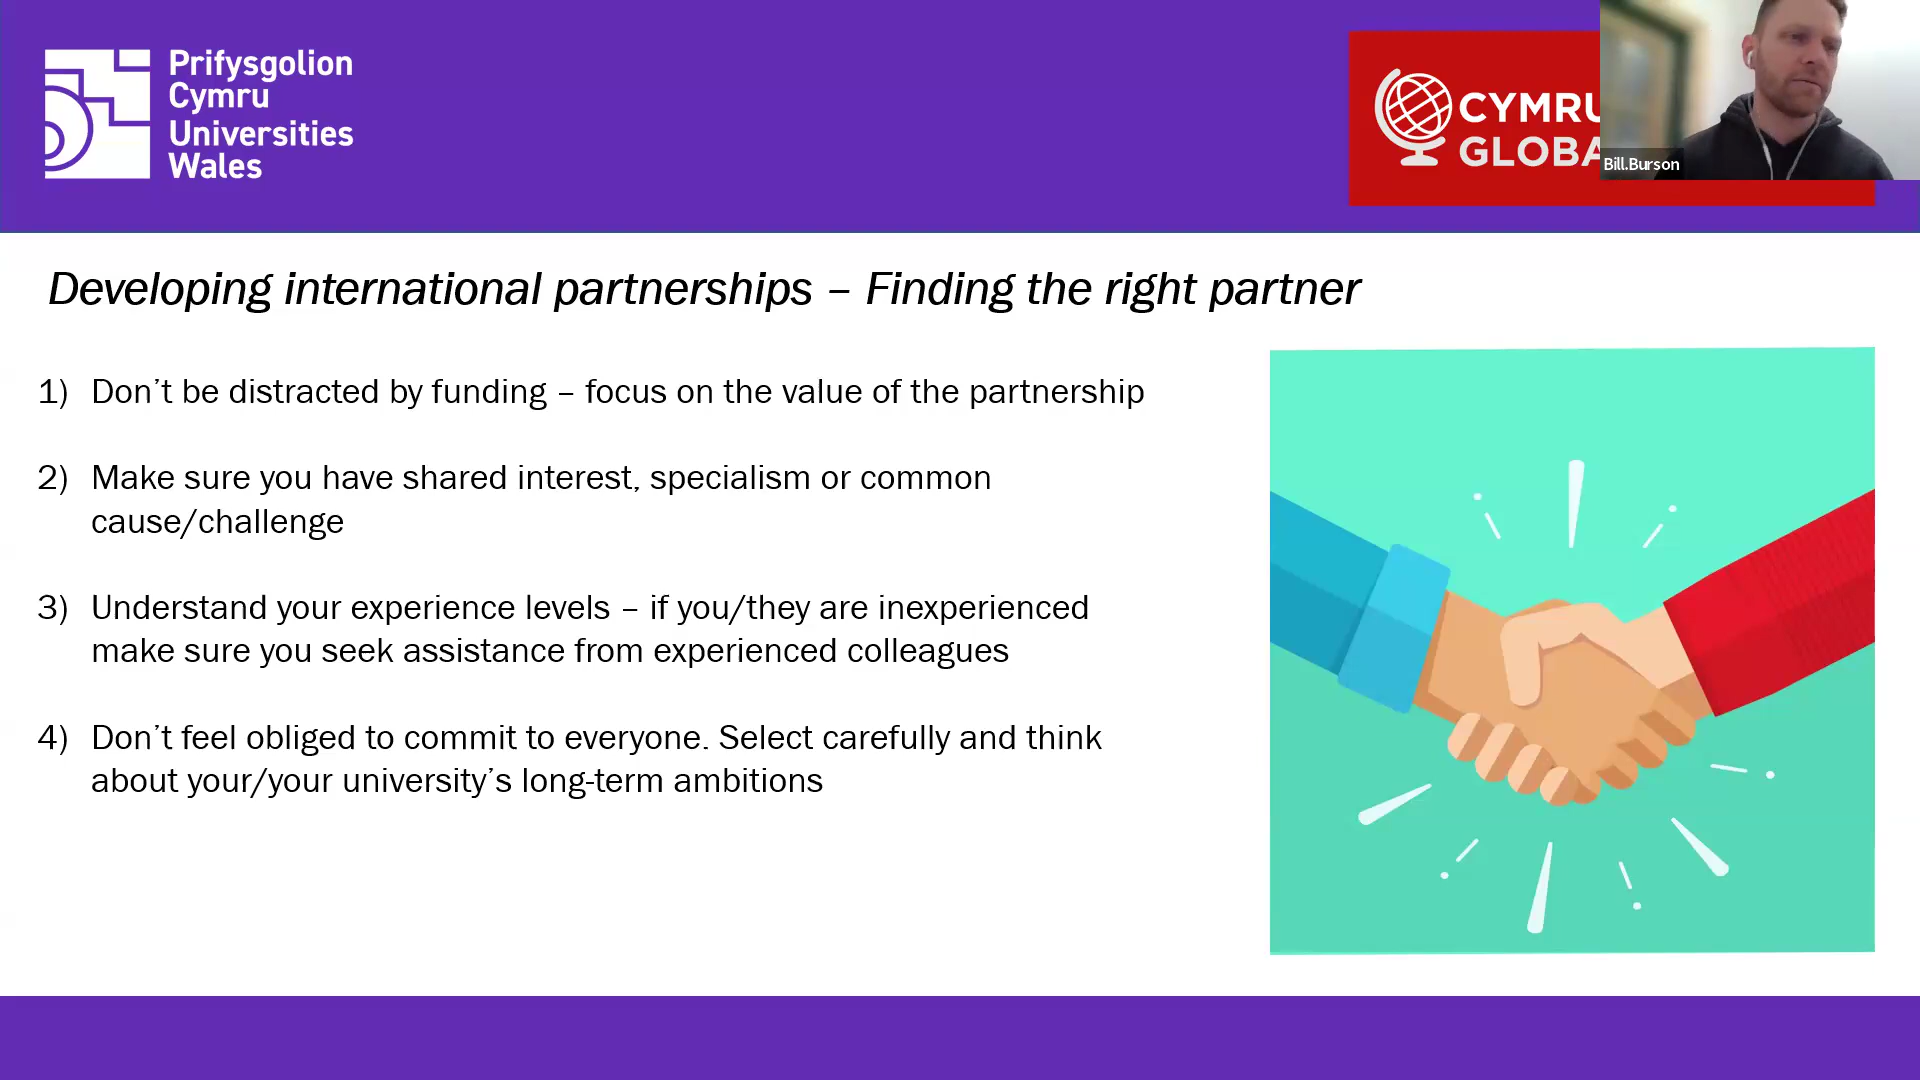 Prifysgolion
Cymru
Universities
Wales
CYMRU
GLOBA
Bill.Burson
Developing international partnerships – Finding the right partner
1) Don’t be distracted by funding – focus on the value of the partnership
2) Make sure you have shared interest, specialism or common
cause/challenge
3) Understand your experience levels – if you/they are inexperienced
make sure you seek assistance from experienced colleagues
4) Don’t feel obliged to commit to everyone. Select carefully and think
about your/your university’s long-term ambitions